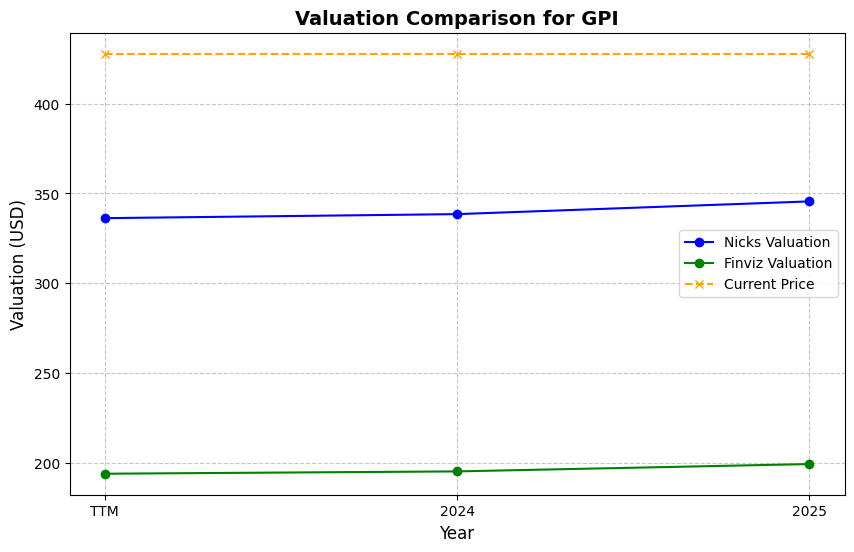 Valuation Comparison for GPI
Valuation (USD)
400
350
300
250
200
Nicks Valuation
Finviz Valuation
Current Price
TTM
2024
2025
Year